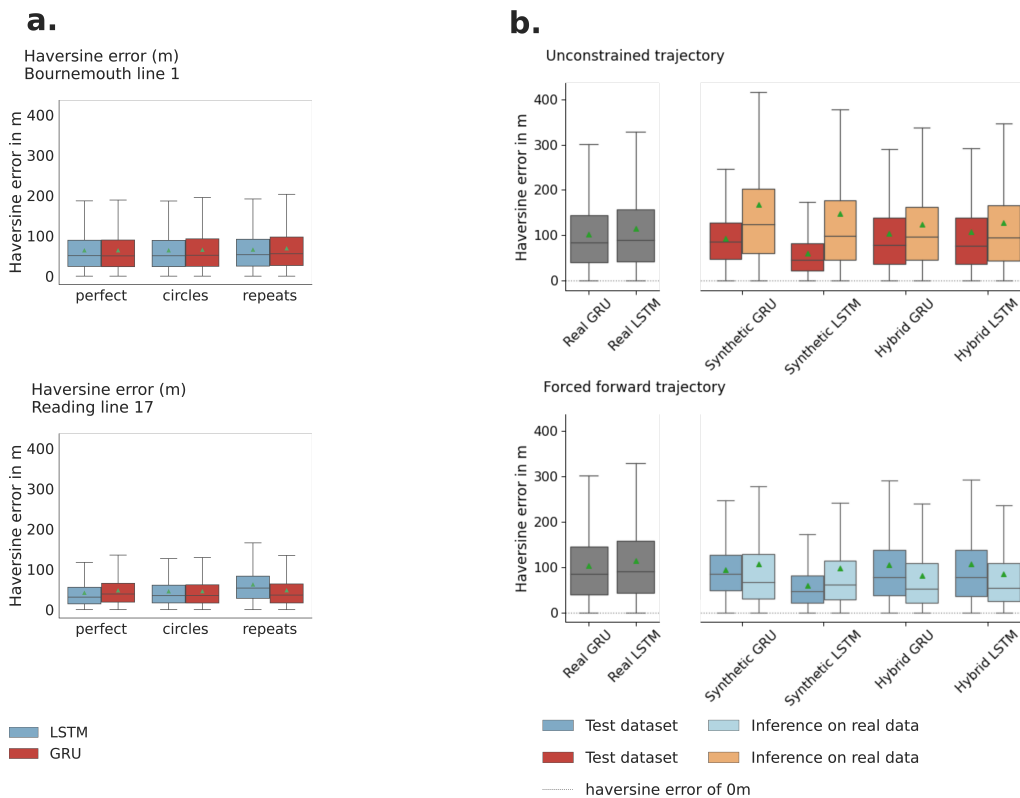 a.
Haversine error (m)
Bournemouth line 1
Haversine error in m
400
300
200
100
0
perfect circles repeats
Haversine error (m)
Reading line 17
Haversine error in m
400
300
200
100
0
perfect circles repeats
LSTM
GRU
b.
Unconstrained trajectory
Haversine error in m
400
300
200
100
0
Real GRU
Real LSTM
Synthetic GRU
Synthetic LSTM
Hybrid GRU
Hybrid LSTM
Forced forward trajectory
Haversine error in m
400
300
200
100
0
Real GRU
Real LSTM
Synthetic GRU
Synthetic LSTM
Hybrid GRU
Hybrid LSTM
Test dataset Inference on real data
Test dataset Inference on real data
haversine error of 0m